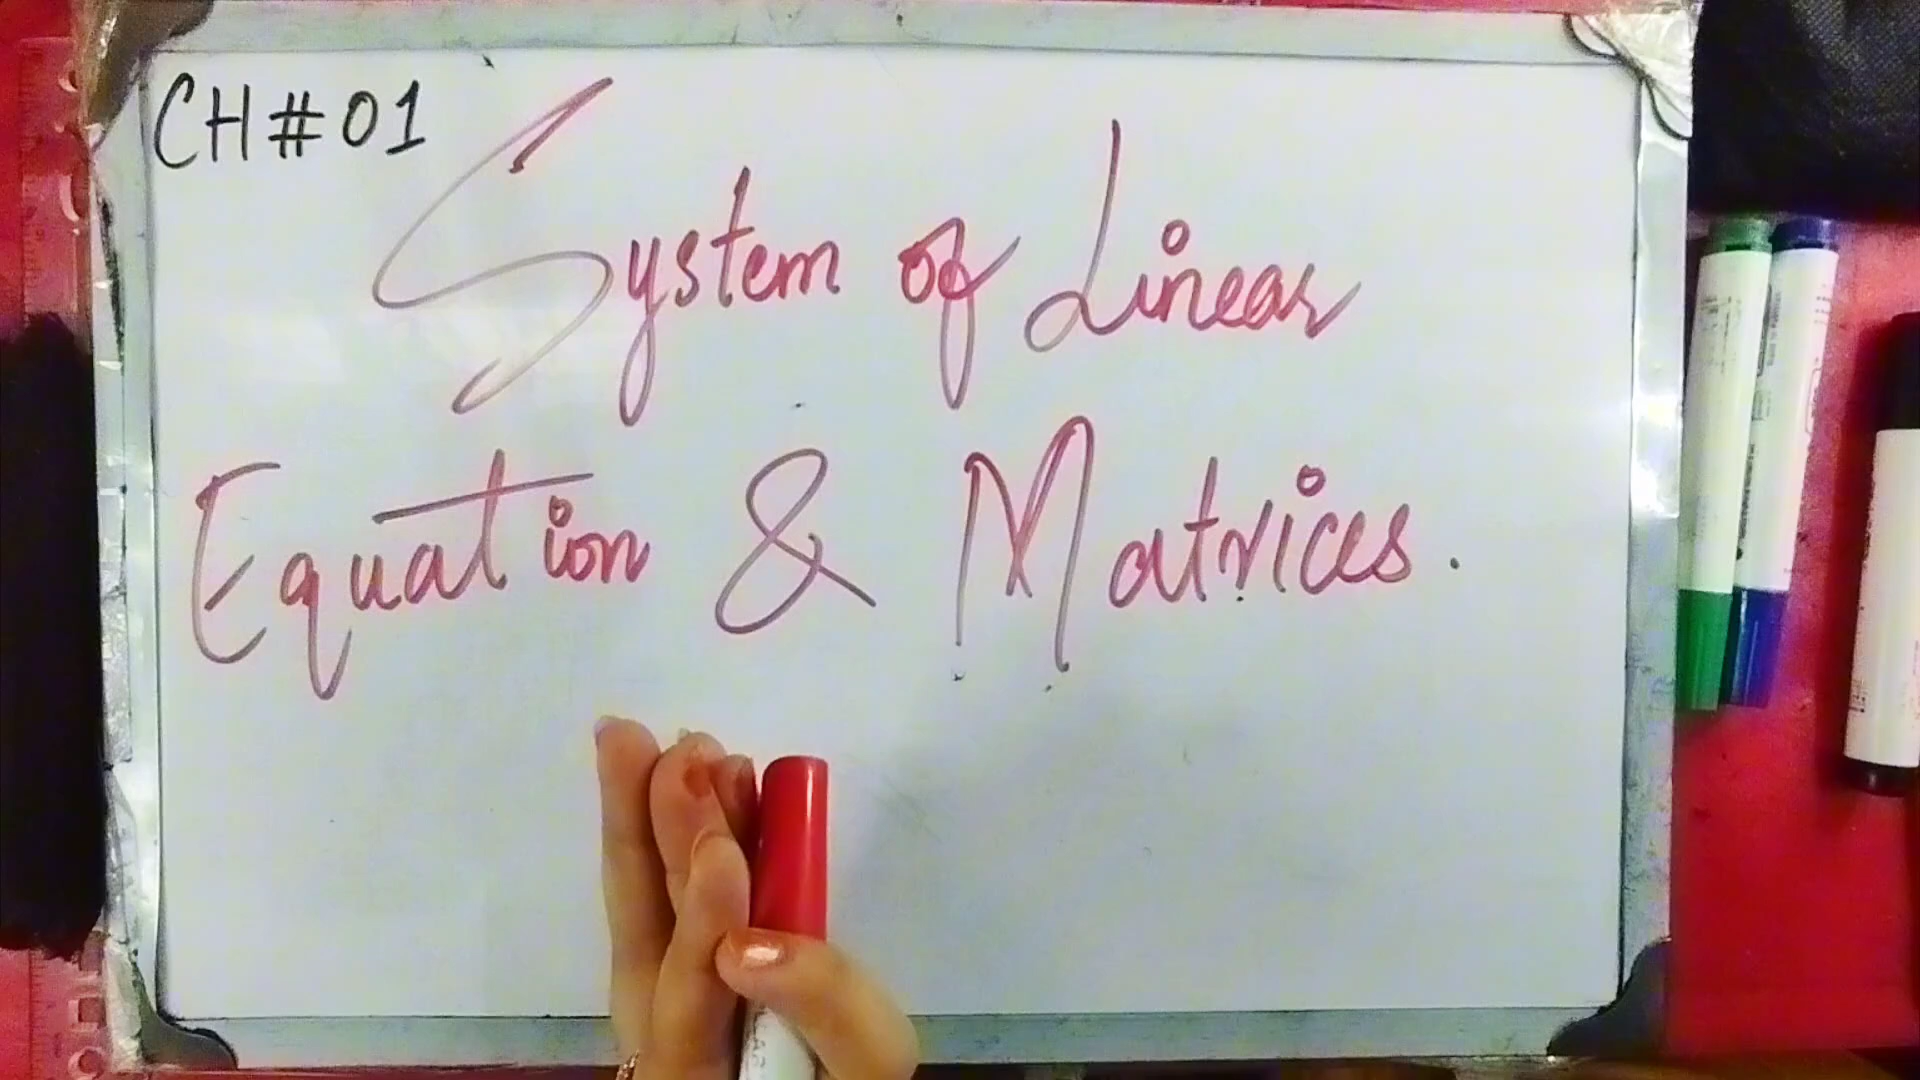 CH#01
System of Linear
Equation & Matrices.